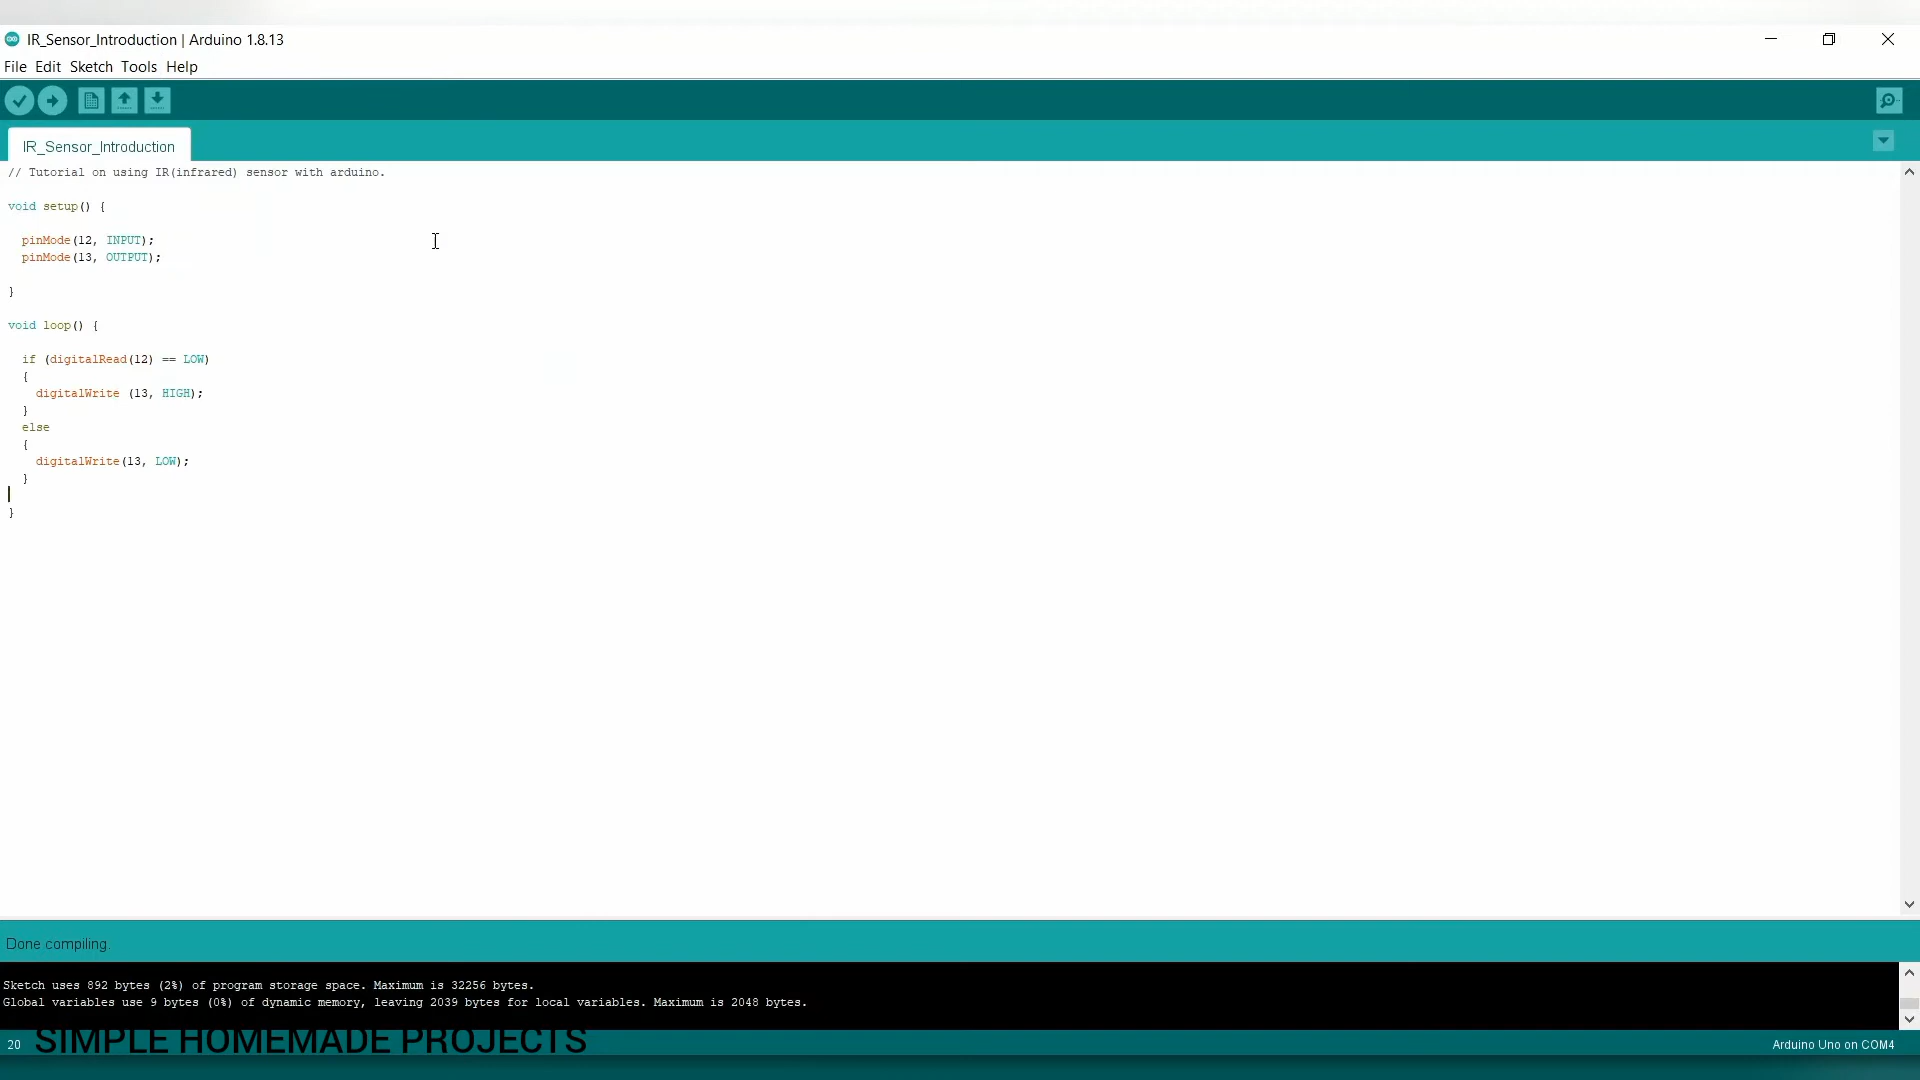 IR_Sensor_Introduction | Arduino 1.8.13
File Edit Sketch Tools Help
IR_Sensor_Introduction
// Tutorial on using IR(infrared) sensor with arduino.
void setup() {
pinMode(12, INPUT);
pinMode(13, OUTPUT);
}
void loop() {
if (digitalRead(12) == LOW)
{
digitalWrite (13, HIGH);
}
else
{
digitalWrite(13, LOW);
}
}
Done compiling.
Sketch uses 892 bytes (2%) of program storage space. Maximum is 32256 bytes.
Global variables use 9 bytes (0%) of dynamic memory, leaving 2039 bytes for local variables. Maximum is 2048 bytes.
20 SIMPLE HOMEMADE PROJECTS Arduino Uno on COM4